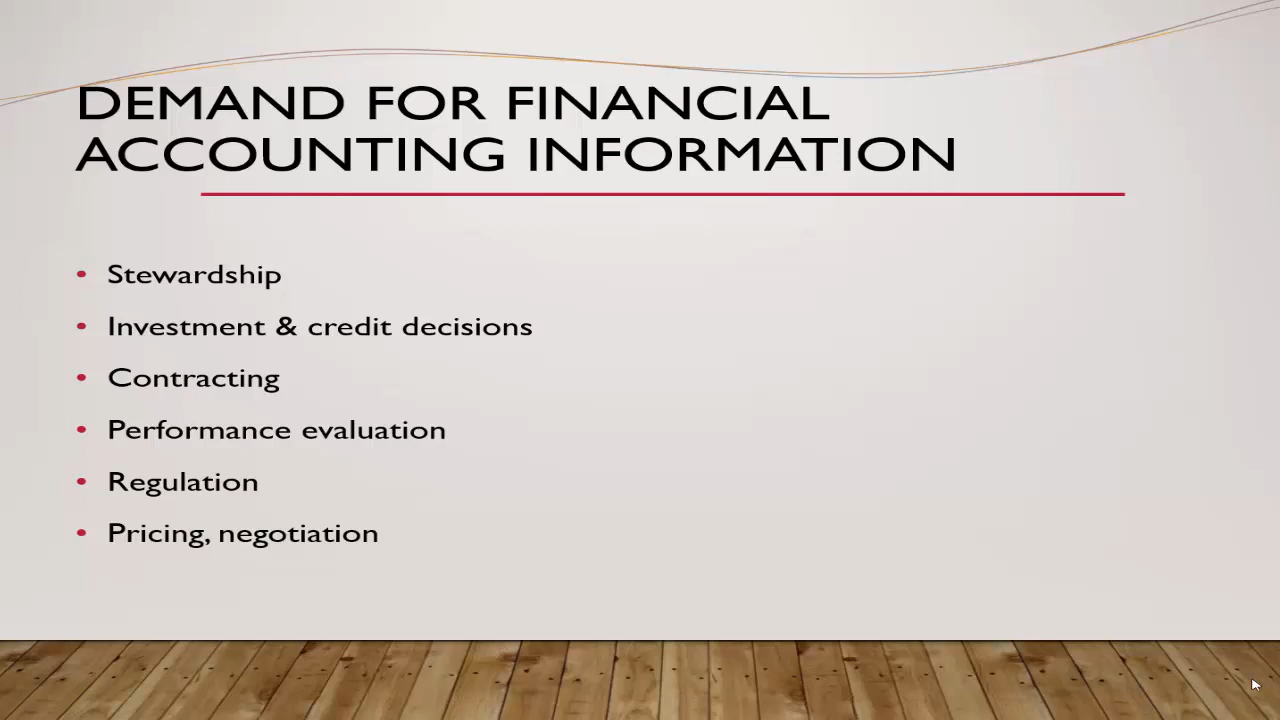 DEMAND FOR FINANCIAL
ACCOUNTING INFORMATION
• Stewardship
• Investment & credit decisions
• Contracting
• Performance evaluation
• Regulation
• Pricing, negotiation